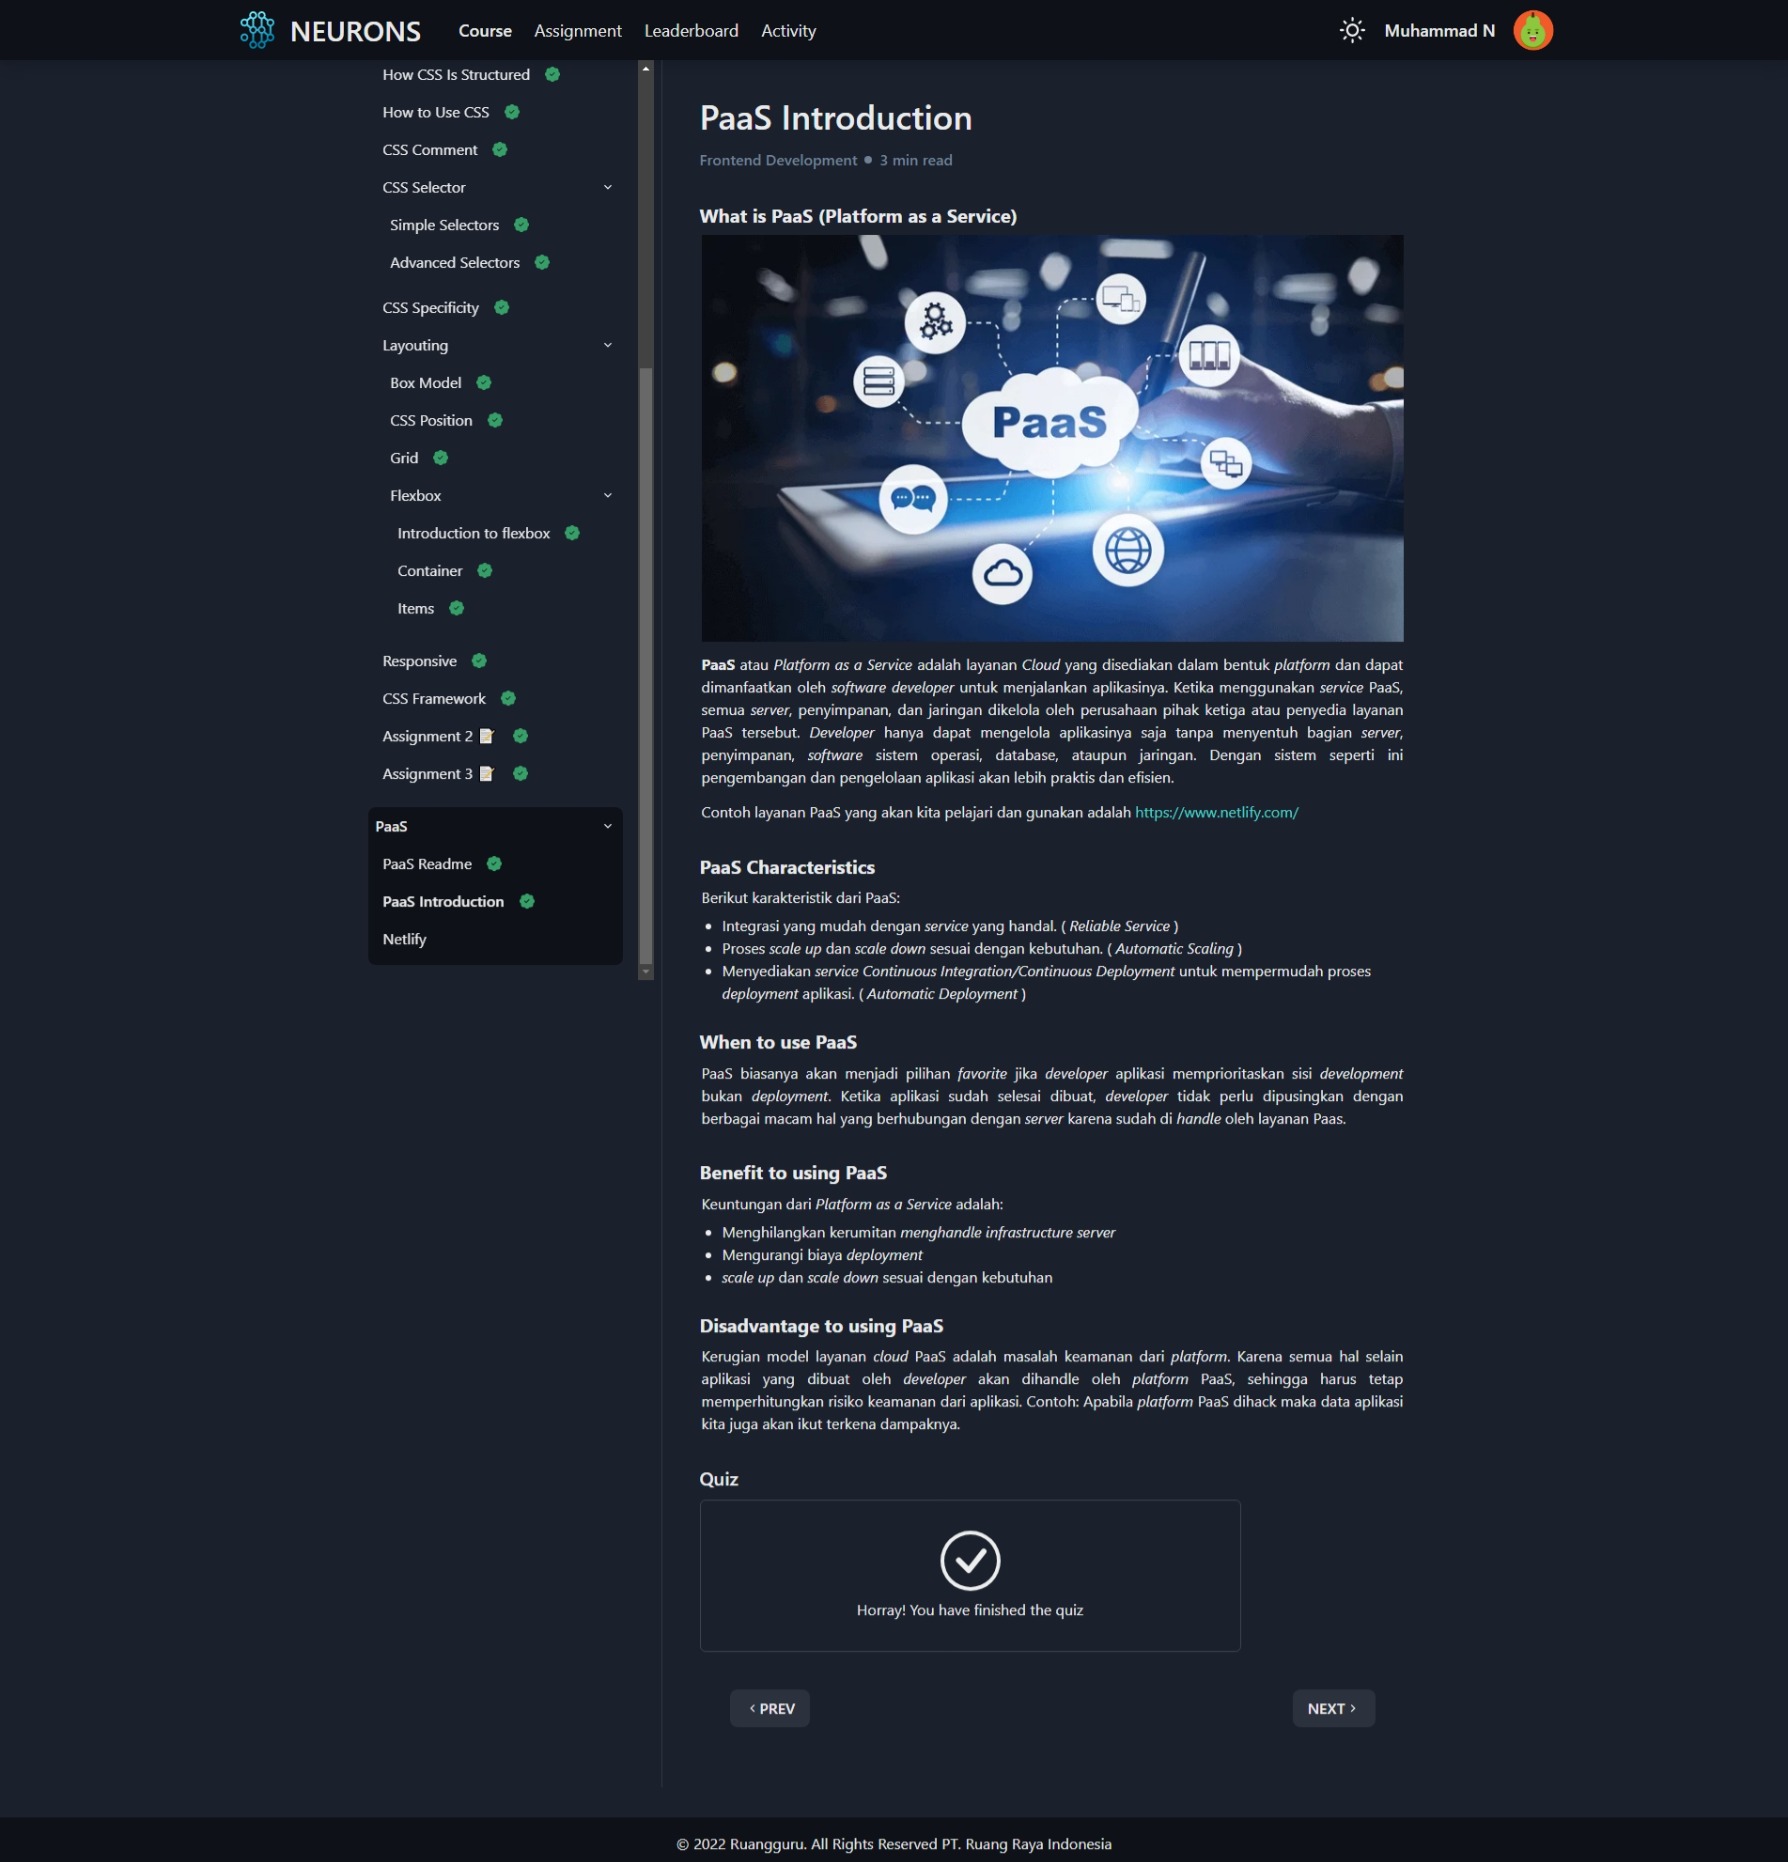 NEURONS
Course
Assignment
Leaderboard
Activity
Muhammad N
How CSS Is Structured
How to Use CSS
CSS Comment
CSS Selector
Simple Selectors
Advanced Selectors
CSS Specificity
Layouting
Box Model
CSS Position
Grid
Flexbox
Introduction to flexbox
Container
Items
Responsive
CSS Framework
Assignment 2 📝
Assignment 3 📝
PaaS
PaaS Readme
PaaS Introduction
Netlify
PaaS Introduction
Frontend Development ● 3 min read
What is PaaS (Platform as a Service)
PaaS
PaaS atau Platform as a Service adalah layanan Cloud yang disediakan dalam bentuk platform dan dapat
dimanfaatkan oleh software developer untuk menjalankan aplikasinya. Ketika menggunakan service PaaS,
semua server, penyimpanan, dan jaringan dikelola oleh perusahaan pihak ketiga atau penyedia layanan
PaaS tersebut. Developer hanya dapat mengelola aplikasinya saja tanpa menyentuh bagian server,
penyimpanan, software sistem operasi, database, ataupun jaringan. Dengan sistem seperti ini
pengembangan dan pengelolaan aplikasi akan lebih praktis dan efisien.
Contoh layanan PaaS yang akan kita pelajari dan gunakan adalah https://www.netlify.com/
PaaS Characteristics
Berikut karakteristik dari PaaS:
• Integrasi yang mudah dengan service yang handal. ( Reliable Service )
• Proses scale up dan scale down sesuai dengan kebutuhan. ( Automatic Scaling )
• Menyediakan service Continuous Integration/Continuous Deployment untuk mempermudah proses
deployment aplikasi. ( Automatic Deployment )
When to use PaaS
PaaS biasanya akan menjadi pilihan favorite jika developer aplikasi memprioritaskan sisi development
bukan deployment. Ketika aplikasi sudah selesai dibuat, developer tidak perlu dipusingkan dengan
berbagai macam hal yang berhubungan dengan server karena sudah di handle oleh layanan Paas.
Benefit to using PaaS
Keuntungan dari Platform as a Service adalah:
• Menghilangkan kerumitan menghandle infrastructure server
• Mengurangi biaya deployment
• scale up dan scale down sesuai dengan kebutuhan
Disadvantage to using PaaS
Kerugian model layanan cloud PaaS adalah masalah keamanan dari platform. Karena semua hal selain
aplikasi yang dibuat oleh developer akan dihandle oleh platform PaaS, sehingga harus tetap
memperhitungkan risiko keamanan dari aplikasi. Contoh: Apabila platform PaaS dihack maka data aplikasi
kita juga akan ikut terkena dampaknya.
Quiz
Horray! You have finished the quiz
‹ PREV
NEXT ›
© 2022 Ruangguru. All Rights Reserved PT. Ruang Raya Indonesia